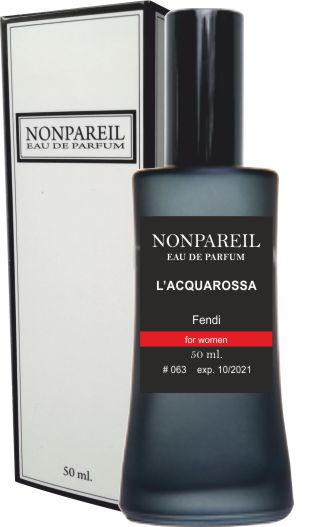 NONPAREIL
EAU DE PARFUM
50 ml.
NONPAREIL
EAU DE PARFUM
L'ACQUAROSSA
Fendi
for women
50 ml.
# 063 exp. 10/2021